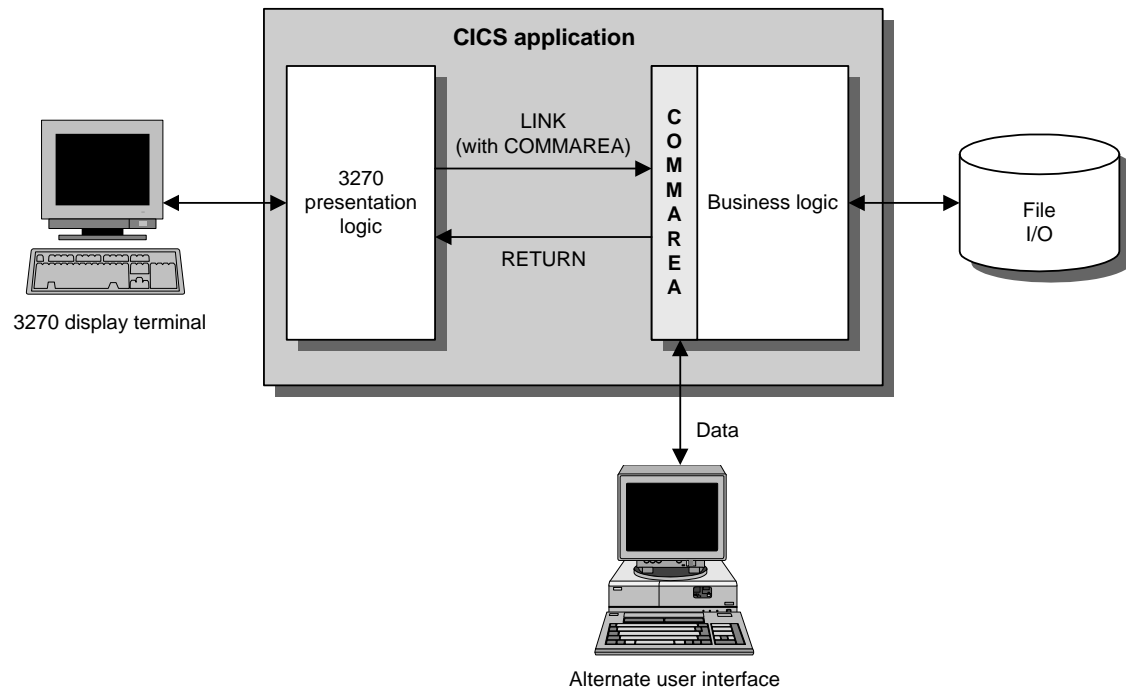 CICS application
LINK
(with COMMAREA)
3270
presentation
logic
RETURN
C
O
M
M
A
R
E
A
Business logic
File
I/O
3270 display terminal
Data
Alternate user interface